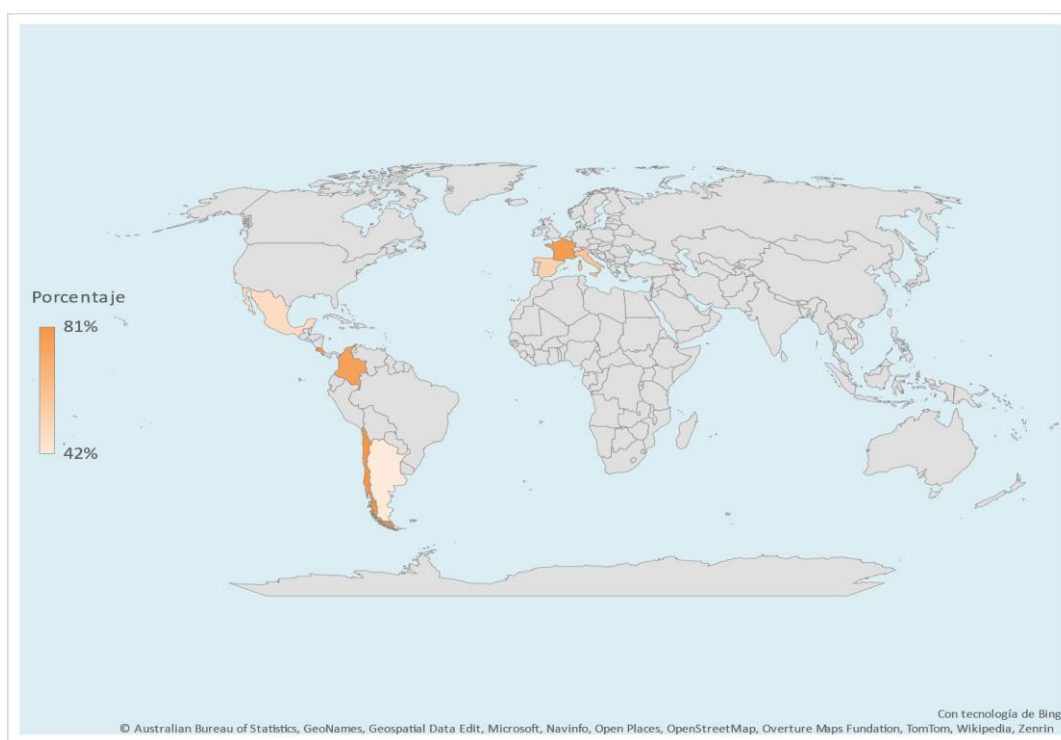 Porcentaje
81%
42%
Con tecnología de Bing
© Australian Bureau of Statistics, GeoNames, Geospatial Data Edit, Microsoft, Navinfo, Open Places, OpenStreetMap, Overture Maps Fundation, TomTom, Wikipedia, Zenrin